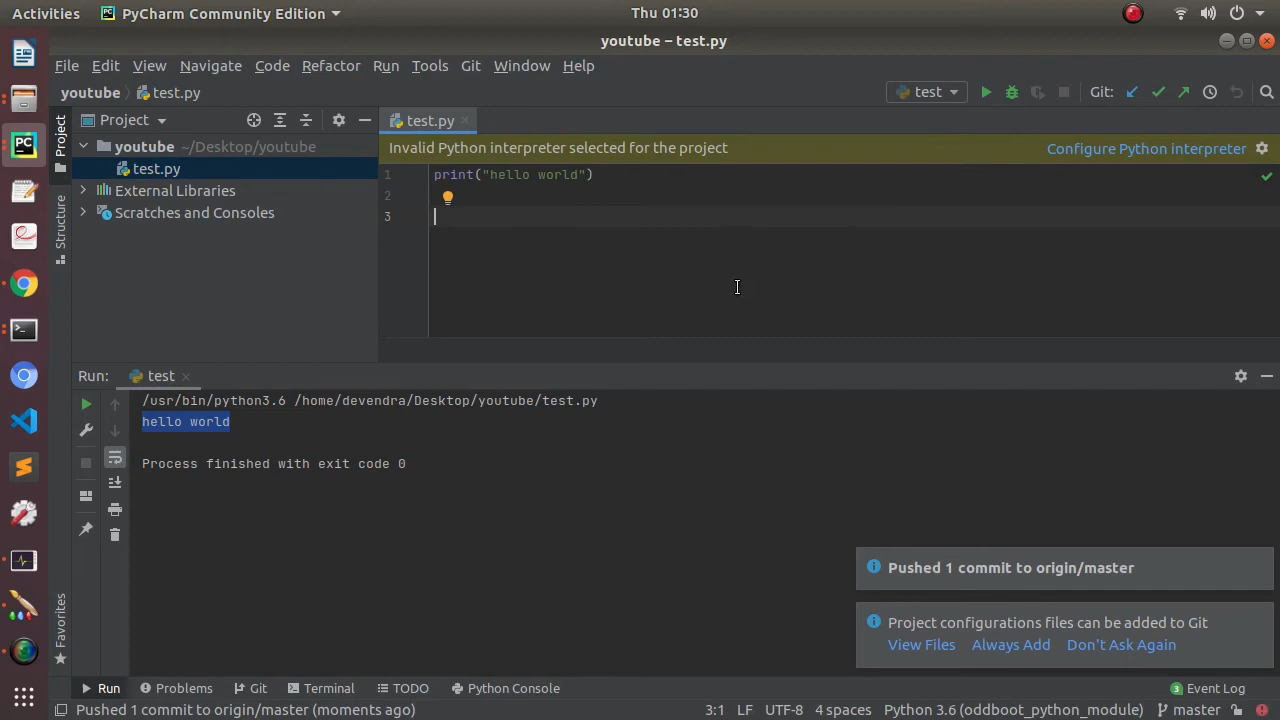 Activities PyCharm Community Edition Thu 01:30
youtube – test.py
File Edit View Navigate Code Refactor Run Tools Git Window Help
youtube test.py test Git:
Project test.py
Project
Invalid Python interpreter selected for the project Configure Python interpreter
youtube ~/Desktop/youtube
test.py
External Libraries
Scratches and Consoles
1 print("hello world")
2
3
Structure
Run: test
/usr/bin/python3.6 /home/devendra/Desktop/youtube/test.py
hello world
Process finished with exit code 0
Pushed 1 commit to origin/master
Project configurations files can be added to Git
View Files Always Add Don't Ask Again
Favorites
Run Problems Git Terminal TODO Python Console 3 Event Log
Pushed 1 commit to origin/master (moments ago) 3:1 LF UTF-8 4 spaces Python 3.6 (oddboot_python_module) master